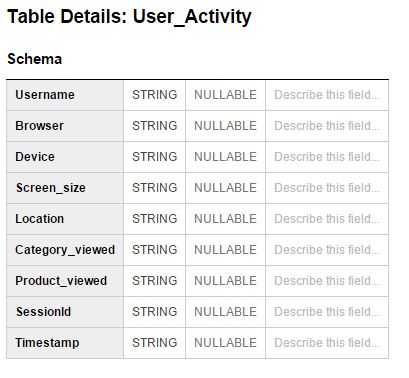 Table Details: User_Activity
Schema
Username STRING NULLABLE Describe this field...
Browser STRING NULLABLE Describe this field...
Device STRING NULLABLE Describe this field...
Screen_size STRING NULLABLE Describe this field...
Location STRING NULLABLE Describe this field...
Category_viewed STRING NULLABLE Describe this field...
Product_viewed STRING NULLABLE Describe this field...
SessionId STRING NULLABLE Describe this field...
Timestamp STRING NULLABLE Describe this field...